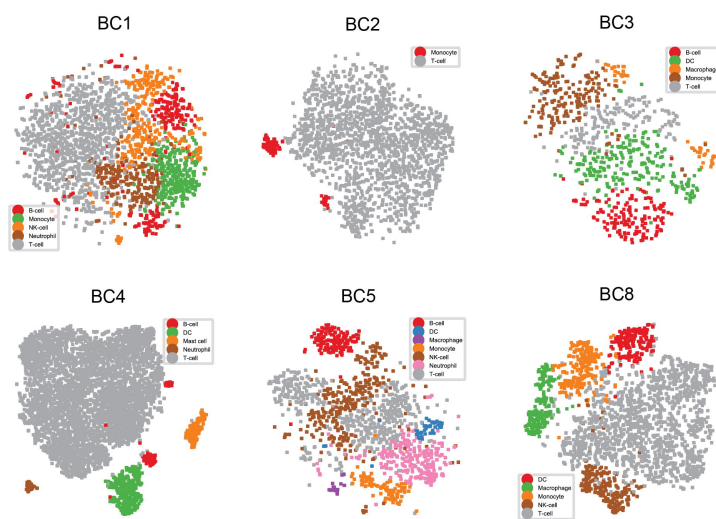 BC1
BC2
BC3
B-cell
Monocyte
NK-cell
Neutrophil
T-cell
Monocyte
T-cell
B-cell
DC
Macrophage
Monocyte
T-cell
BC4
BC5
BC8
B-cell
DC
Mast cell
Neutrophil
T-cell
B-cell
DC
Macrophage
Monocyte
NK-cell
Neutrophil
T-cell
DC
Macrophage
Monocyte
NK-cell
T-cell